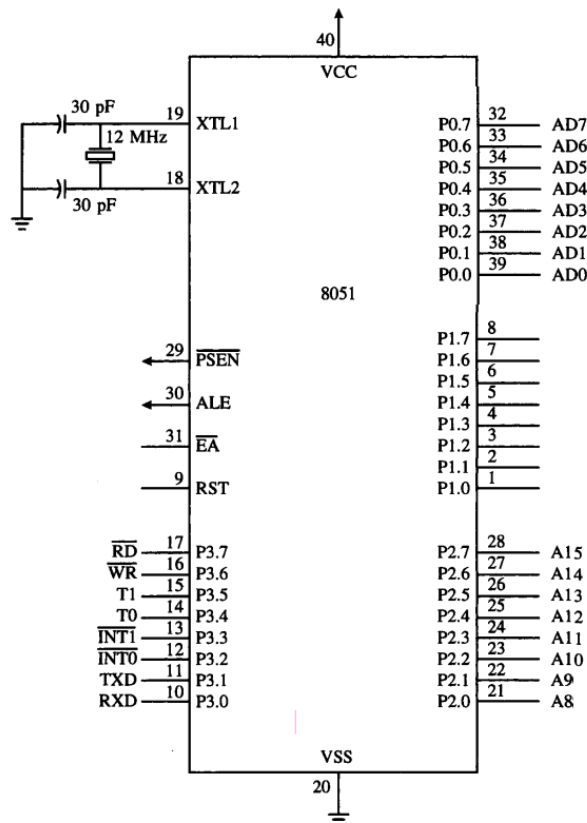 40
VCC
30 pF
19 XTL1
12 MHz
18 XTL2
30 pF
P0.7 32 AD7
P0.6 33 AD6
P0.5 34 AD5
P0.4 35 AD4
P0.3 36 AD3
P0.2 37 AD2
P0.1 38 AD1
P0.0 39 AD0
8051
29 PSEN
30 ALE
31 EA
9 RST
P1.7 8
P1.6 7
P1.5 6
P1.4 5
P1.3 4
P1.2 3
P1.1 2
P1.0 1
RD 17 P3.7
WR 16 P3.6
T1 15 P3.5
T0 14 P3.4
INT1 13 P3.3
INT0 12 P3.2
TXD 11 P3.1
RXD 10 P3.0
P2.7 28 A15
P2.6 27 A14
P2.5 26 A13
P2.4 25 A12
P2.3 24 A11
P2.2 23 A10
P2.1 22 A9
P2.0 21 A8
VSS
20